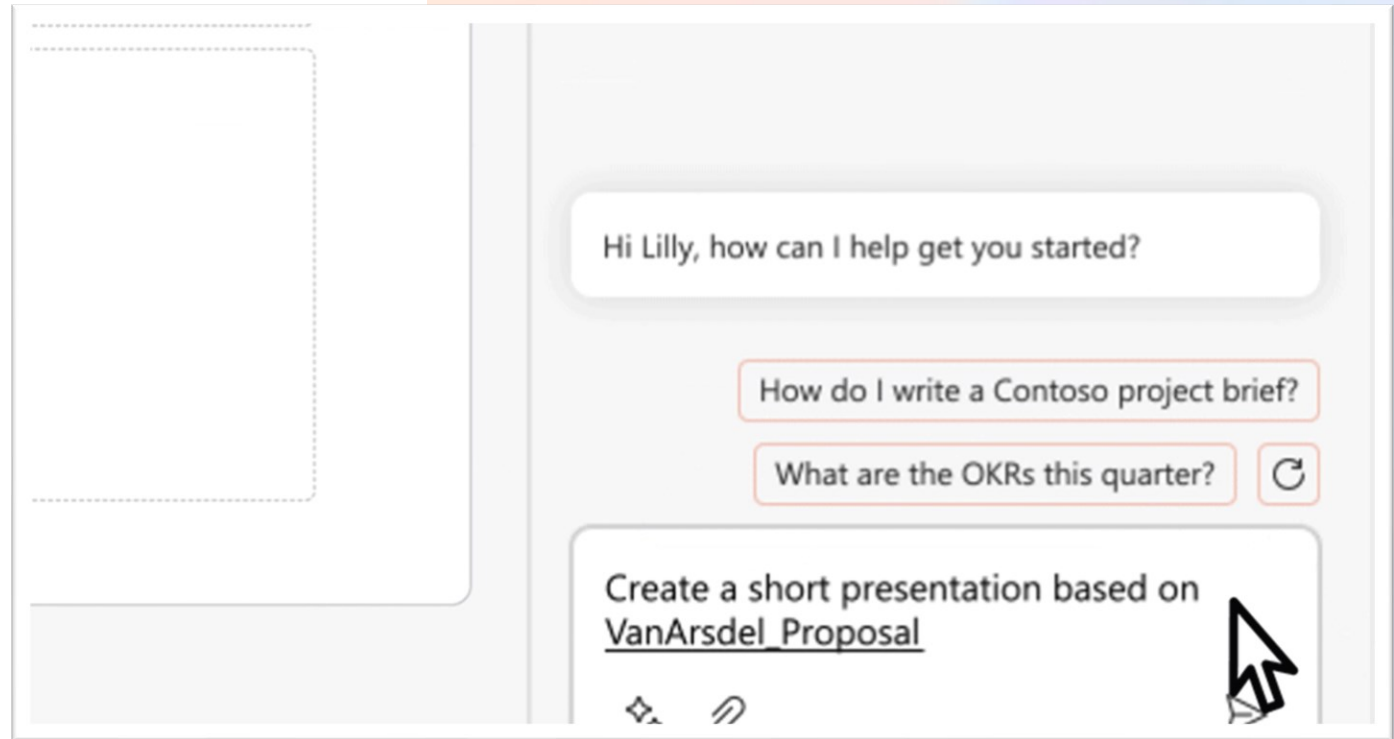 Hi Lilly, how can I help get you started?
How do I write a Contoso project brief?
What are the OKRs this quarter?
Create a short presentation based on
VanArsdel_Proposal